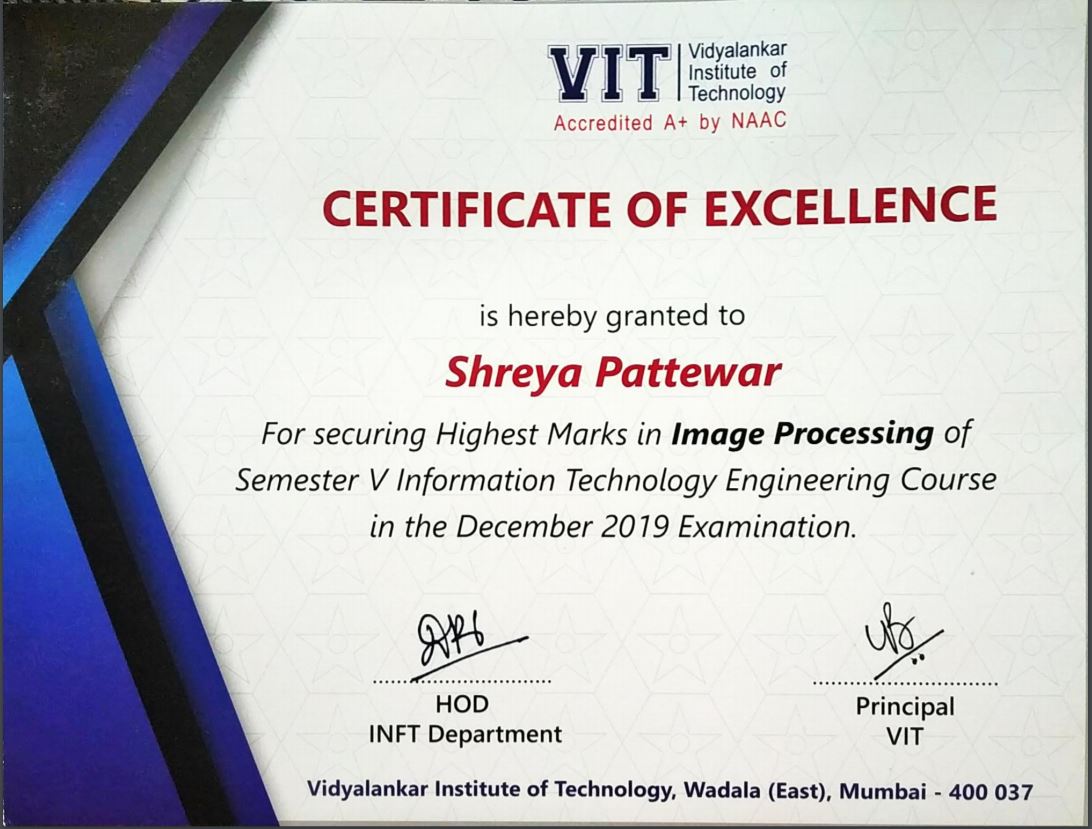 VIT
Vidyalankar
Institute of
Technology
Accredited A+ by NAAC
CERTIFICATE OF EXCELLENCE
is hereby granted to
Shreya Pattewar
For securing Highest Marks in Image Processing of
Semester V Information Technology Engineering Course
in the December 2019 Examination.
HOD
INFT Department
Principal
VIT
Vidyalankar Institute of Technology, Wadala (East), Mumbai - 400 037